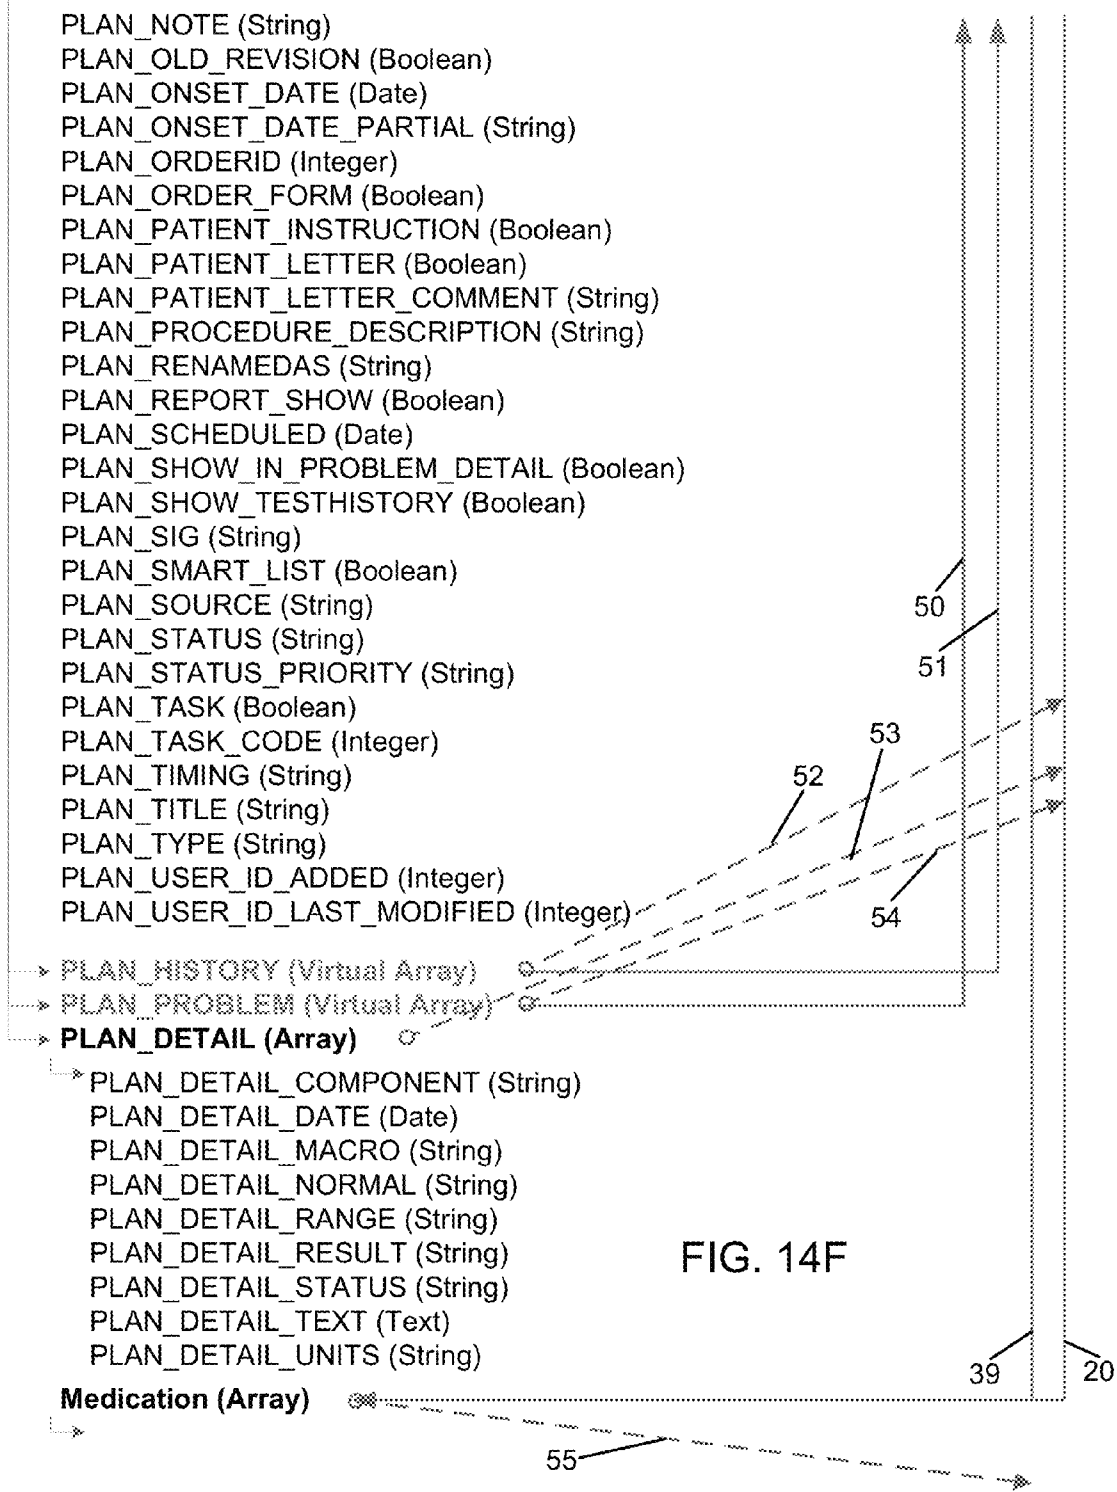 PLAN_NOTE (String)
PLAN_OLD_REVISION (Boolean)
PLAN_ONSET_DATE (Date)
PLAN_ONSET_DATE_PARTIAL (String)
PLAN_ORDERID (Integer)
PLAN_ORDER_FORM (Boolean)
PLAN_PATIENT_INSTRUCTION (Boolean)
PLAN_PATIENT_LETTER (Boolean)
PLAN_PATIENT_LETTER_COMMENT (String)
PLAN_PROCEDURE_DESCRIPTION (String)
PLAN_RENAMEDAS (String)
PLAN_REPORT_SHOW (Boolean)
PLAN_SCHEDULED (Date)
PLAN_SHOW_IN_PROBLEM_DETAIL (Boolean)
PLAN_SHOW_TESTHISTORY (Boolean)
PLAN_SIG (String)
PLAN_SMART_LIST (Boolean)
PLAN_SOURCE (String)
50
PLAN_STATUS (String)
51
PLAN_STATUS_PRIORITY (String)
PLAN_TASK (Boolean)
PLAN_TASK_CODE (Integer)
53
PLAN_TIMING (String)
52
PLAN_TITLE (String)
PLAN_TYPE (String)
PLAN_USER_ID_ADDED (Integer)
PLAN_USER_ID_LAST_MODIFIED (Integer)
54
PLAN_HISTORY (Virtual Array)
PLAN_PROBLEM (Virtual Array)
PLAN_DETAIL (Array)
PLAN_DETAIL_COMPONENT (String)
PLAN_DETAIL_DATE (Date)
PLAN_DETAIL_MACRO (String)
PLAN_DETAIL_NORMAL (String)
PLAN_DETAIL_RANGE (String)
PLAN_DETAIL_RESULT (String)
FIG. 14F
PLAN_DETAIL_STATUS (String)
PLAN_DETAIL_TEXT (Text)
PLAN_DETAIL_UNITS (String)
39
20
Medication (Array)
55